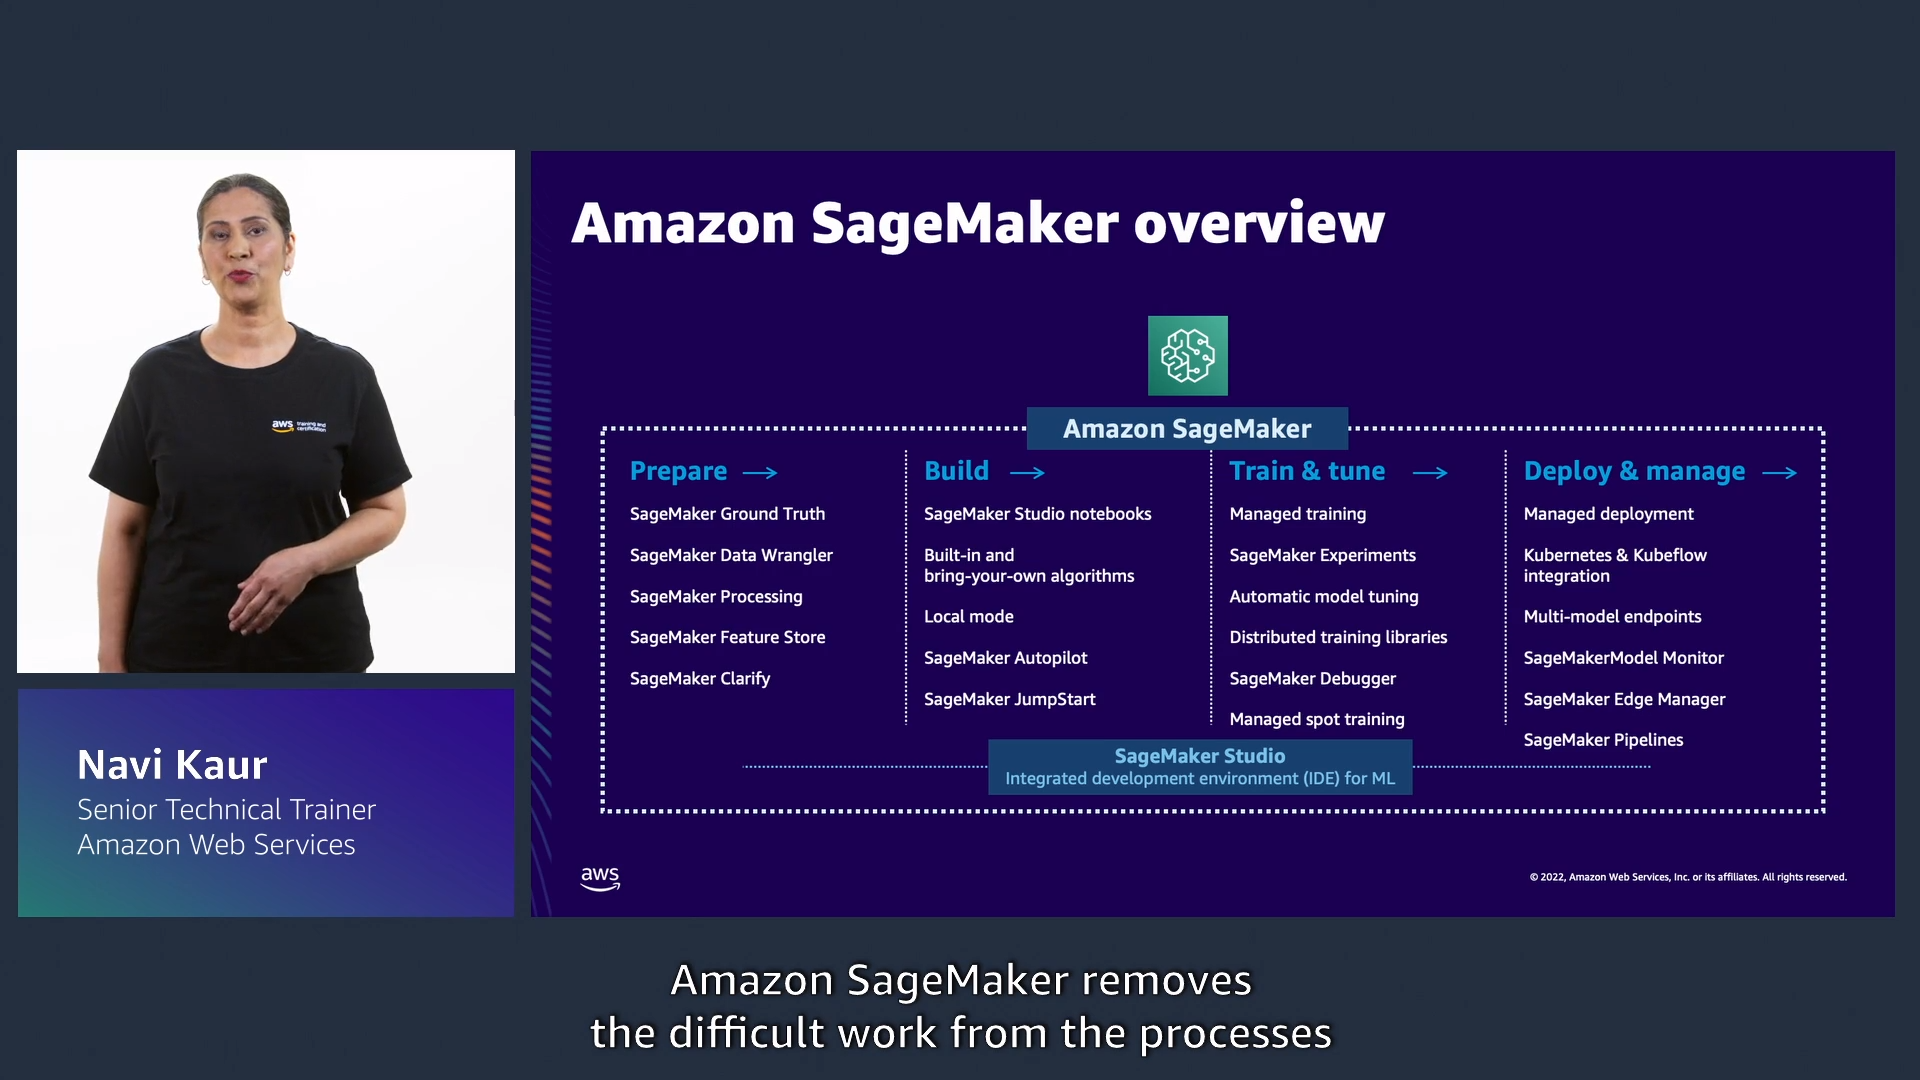 aws training and
certification
Navi Kaur
Senior Technical Trainer
Amazon Web Services
Amazon SageMaker overview
Amazon SageMaker
Prepare
SageMaker Ground Truth
SageMaker Data Wrangler
SageMaker Processing
SageMaker Feature Store
SageMaker Clarify
Build
SageMaker Studio notebooks
Built-in and
bring-your-own algorithms
Local mode
SageMaker Autopilot
SageMaker JumpStart
Train & tune
Managed training
SageMaker Experiments
Automatic model tuning
Distributed training libraries
SageMaker Debugger
Managed spot training
Deploy & manage
Managed deployment
Kubernetes & Kubeflow
integration
Multi-model endpoints
SageMakerModel Monitor
SageMaker Edge Manager
SageMaker Pipelines
SageMaker Studio
Integrated development environment (IDE) for ML
aws
© 2022, Amazon Web Services, Inc. or its affiliates. All rights reserved.
Amazon SageMaker removes
the difficult work from the processes